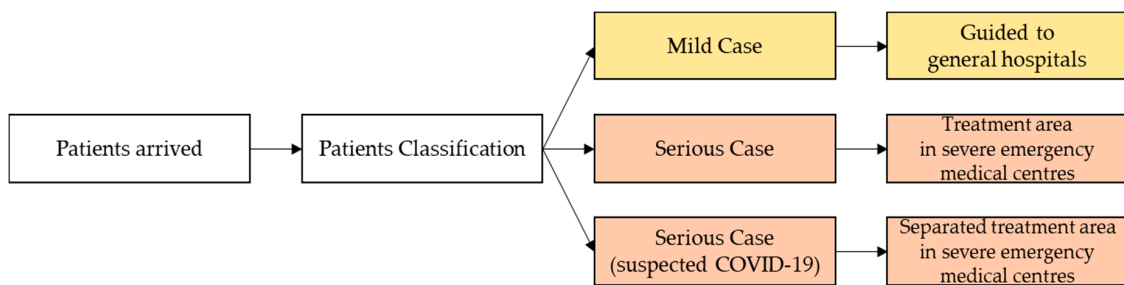 Patients arrived
Patients Classification
Mild Case
Guided to
general hospitals
Serious Case
Treatment area
in severe emergency
medical centres
Serious Case
(suspected COVID-19)
Separated treatment area
in severe emergency
medical centres